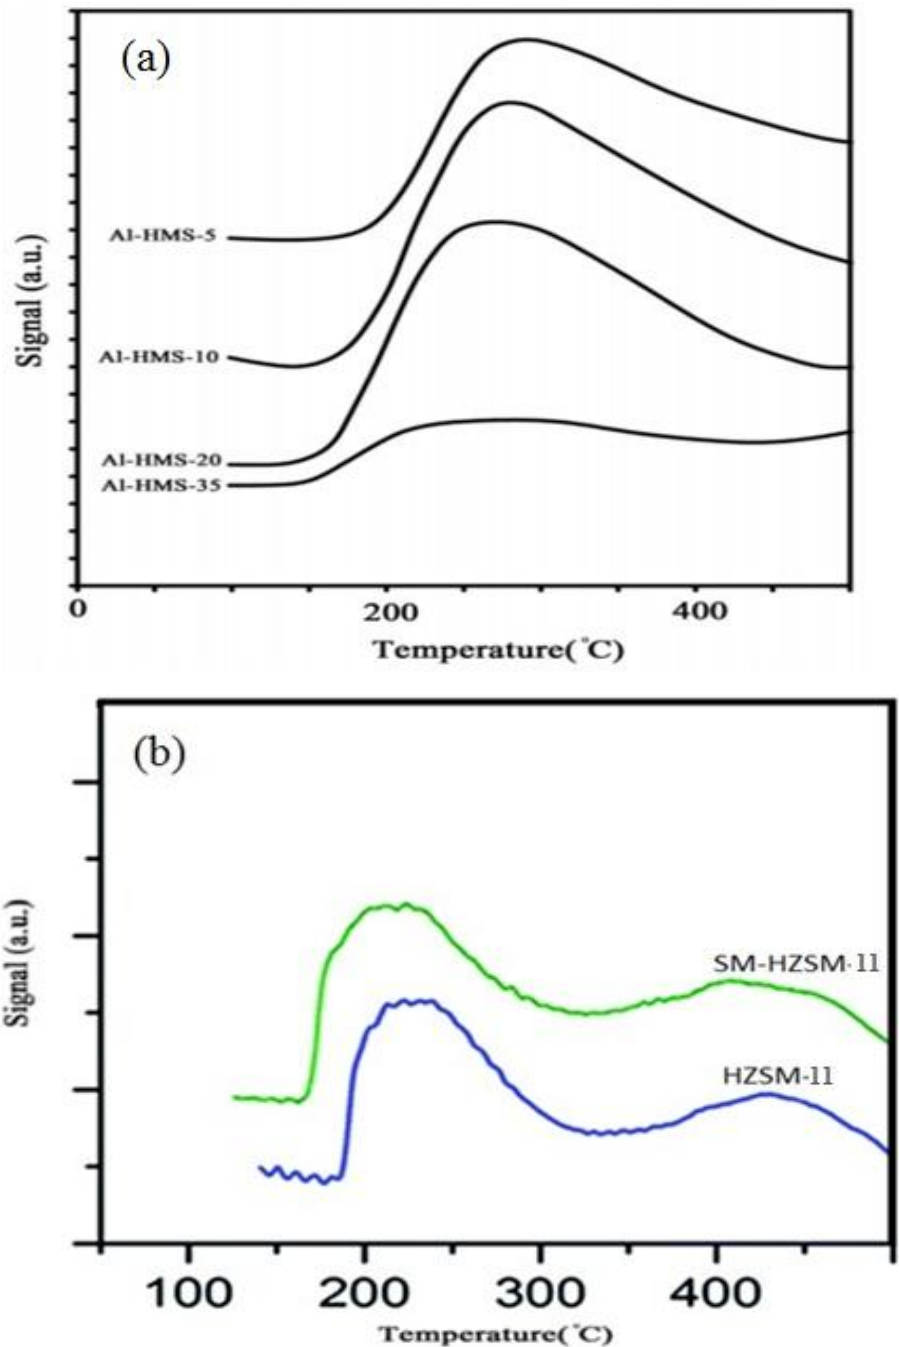 (a)
Al-HMS-5
Al-HMS-10
Al-HMS-20
Al-HMS-35
Signal (a.u.)
0 200 400
Temperature(°C)
(b)
SM-HZSM-11
HZSM-11
Signal (a.u.)
100 200 300 400
Temperature(°C)